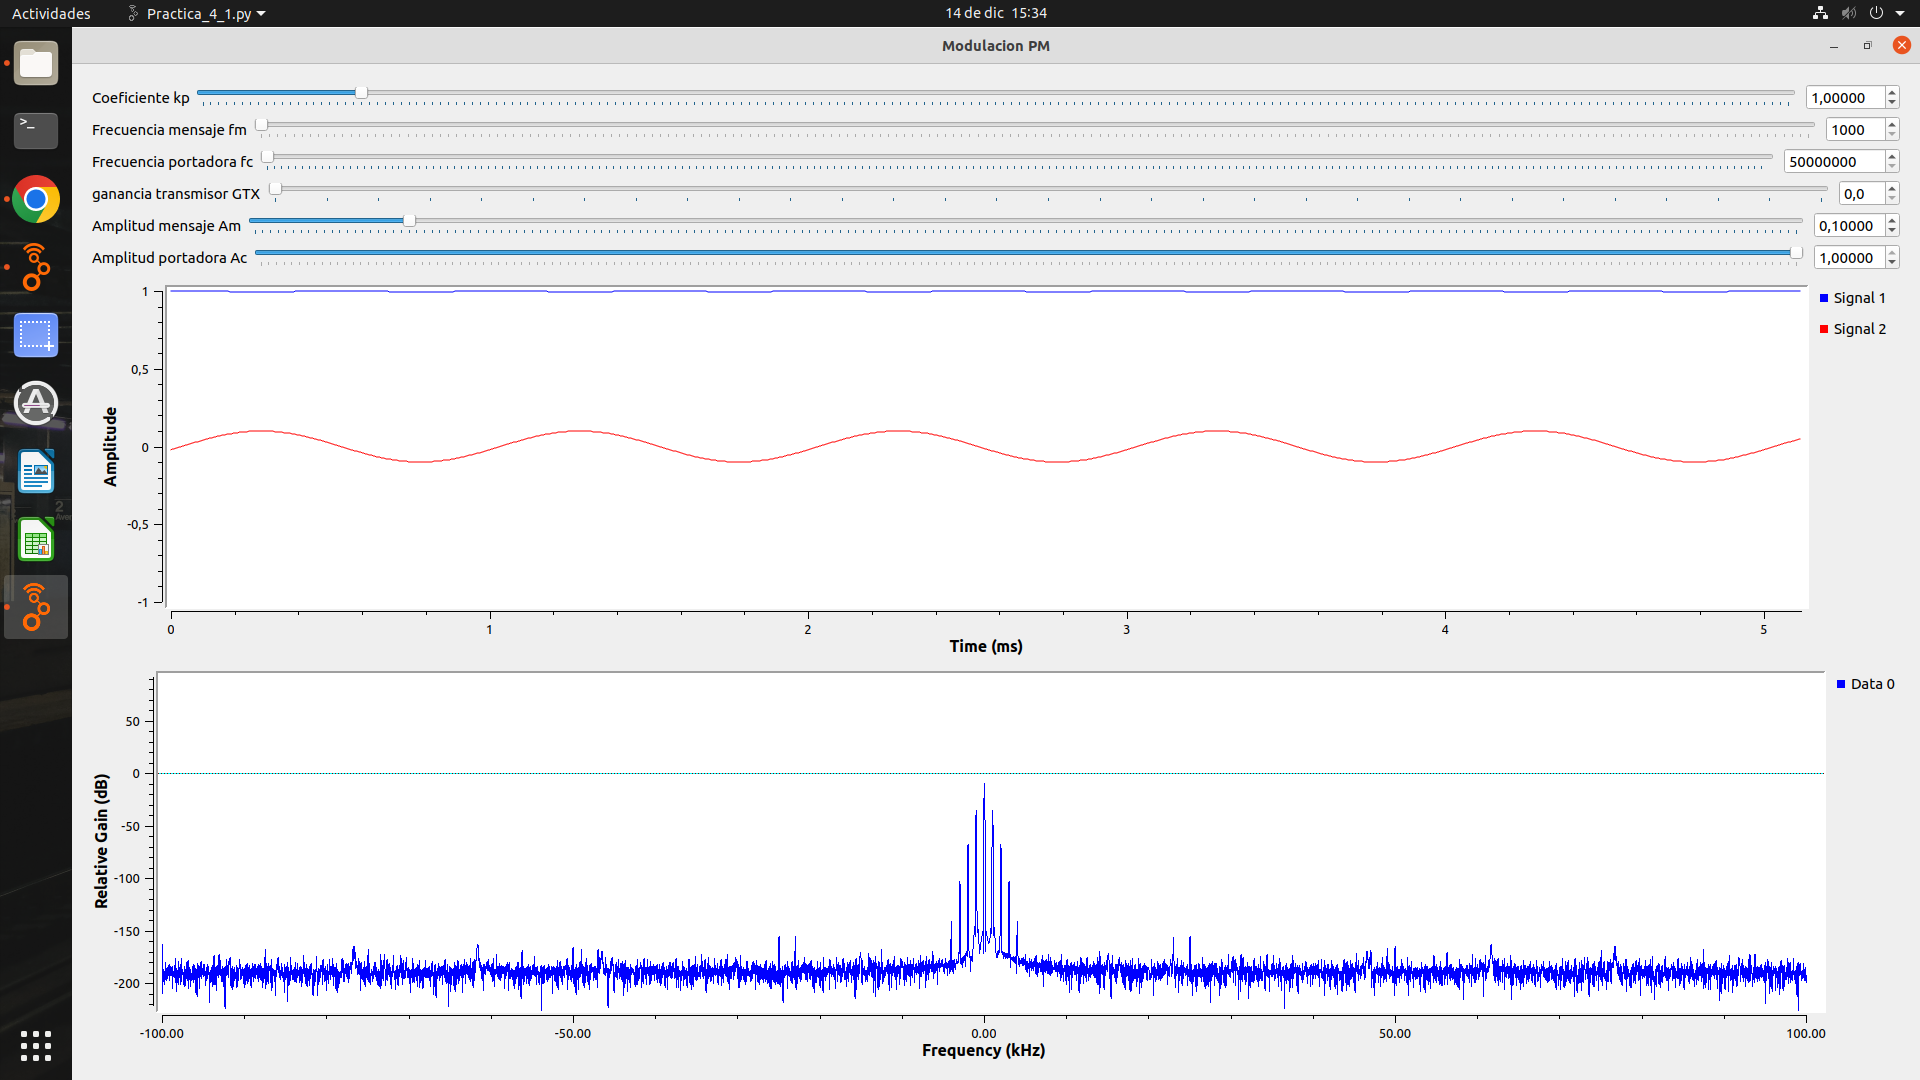 Actividades
Practica_4_1.py
14 de dic 15:34
Modulacion PM
Coeficiente kp
1,00000
Frecuencia mensaje fm
1000
Frecuencia portadora fc
50000000
ganancia transmisor GTX
0,0
Amplitud mensaje Am
0,10000
Amplitud portadora Ac
1,00000
Signal 1
Signal 2
Amplitude
1
0,5
0
-0,5
-1
0 1 2 3 4 5
Time (ms)
Data 0
Relative Gain (dB)
50
0
-50
-100
-150
-200
-100.00 -50.00 0.00 50.00 100.00
Frequency (kHz)